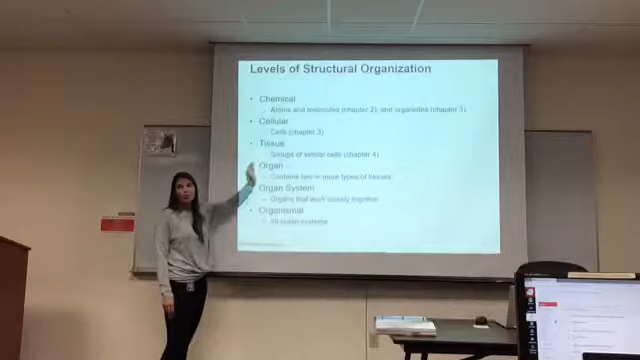 Levels of Structural Organization
• Chemical
– Atoms and molecules (chapter 2); and organelles (chapter 3)
• Cellular
– Cells (chapter 3)
• Tissue
– Groups of similar cells (chapter 4)
Organ
– Contains two or more types of tissues
Organ System
– Organs that work closely together
• Organismal
– All organ systems